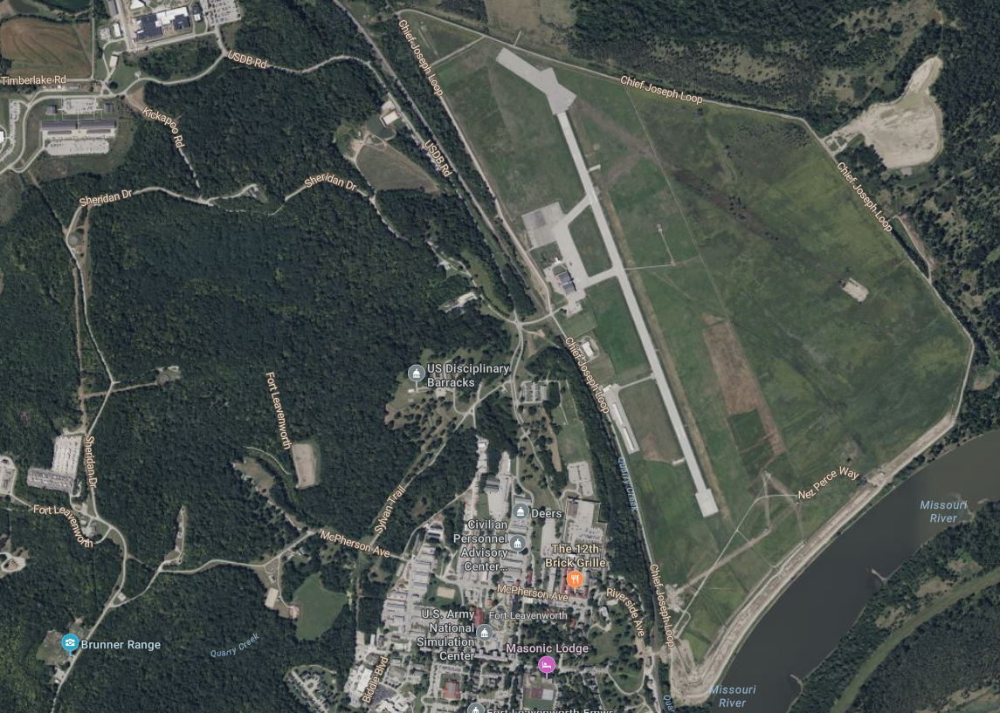 Chief Joseph Loop
USDB Rd
Timberlake Rd
Chief Joseph Loop
Kickapoo Rd
USDB Rd
Sheridan Dr
Sheridan Dr
Chief Joseph Loop
US Disciplinary
Barracks
Chief Joseph Loop
Fort Leavenworth
Sheridan Dr
Quarry Creek
Nez Perce Way
Fort Leavenworth
Sylvan Trail
Deers
Missouri
River
Civilian
Personnel
Advisory
Center...
McPherson Ave
The 12th
Brick Grille
McPherson Ave
Riverside Ave
Chief Joseph Loop
U.S. Army
National
Simulation
Center
Fort Leavenworth
Brunner Range
Quarry Creek
Masonic Lodge
Biddle Blvd
Missouri
River